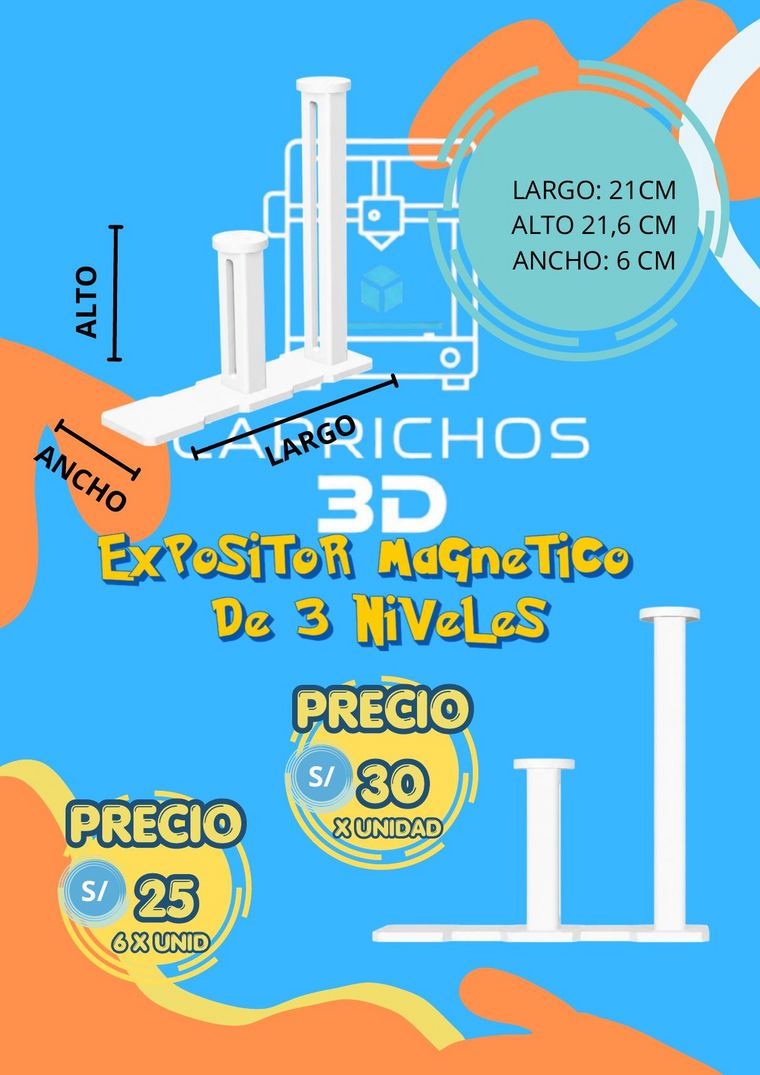 LARGO: 21CM
ALTO 21,6 CM
ANCHO: 6 CM
ALTO
LARGO
ANCHO
CAPRICHOS
3D
EXPOSITOR MAGNETICO
DE 3 NIVELES
PRECIO
S/ 30
X UNIDAD
PRECIO
S/ 25
6 X UNID